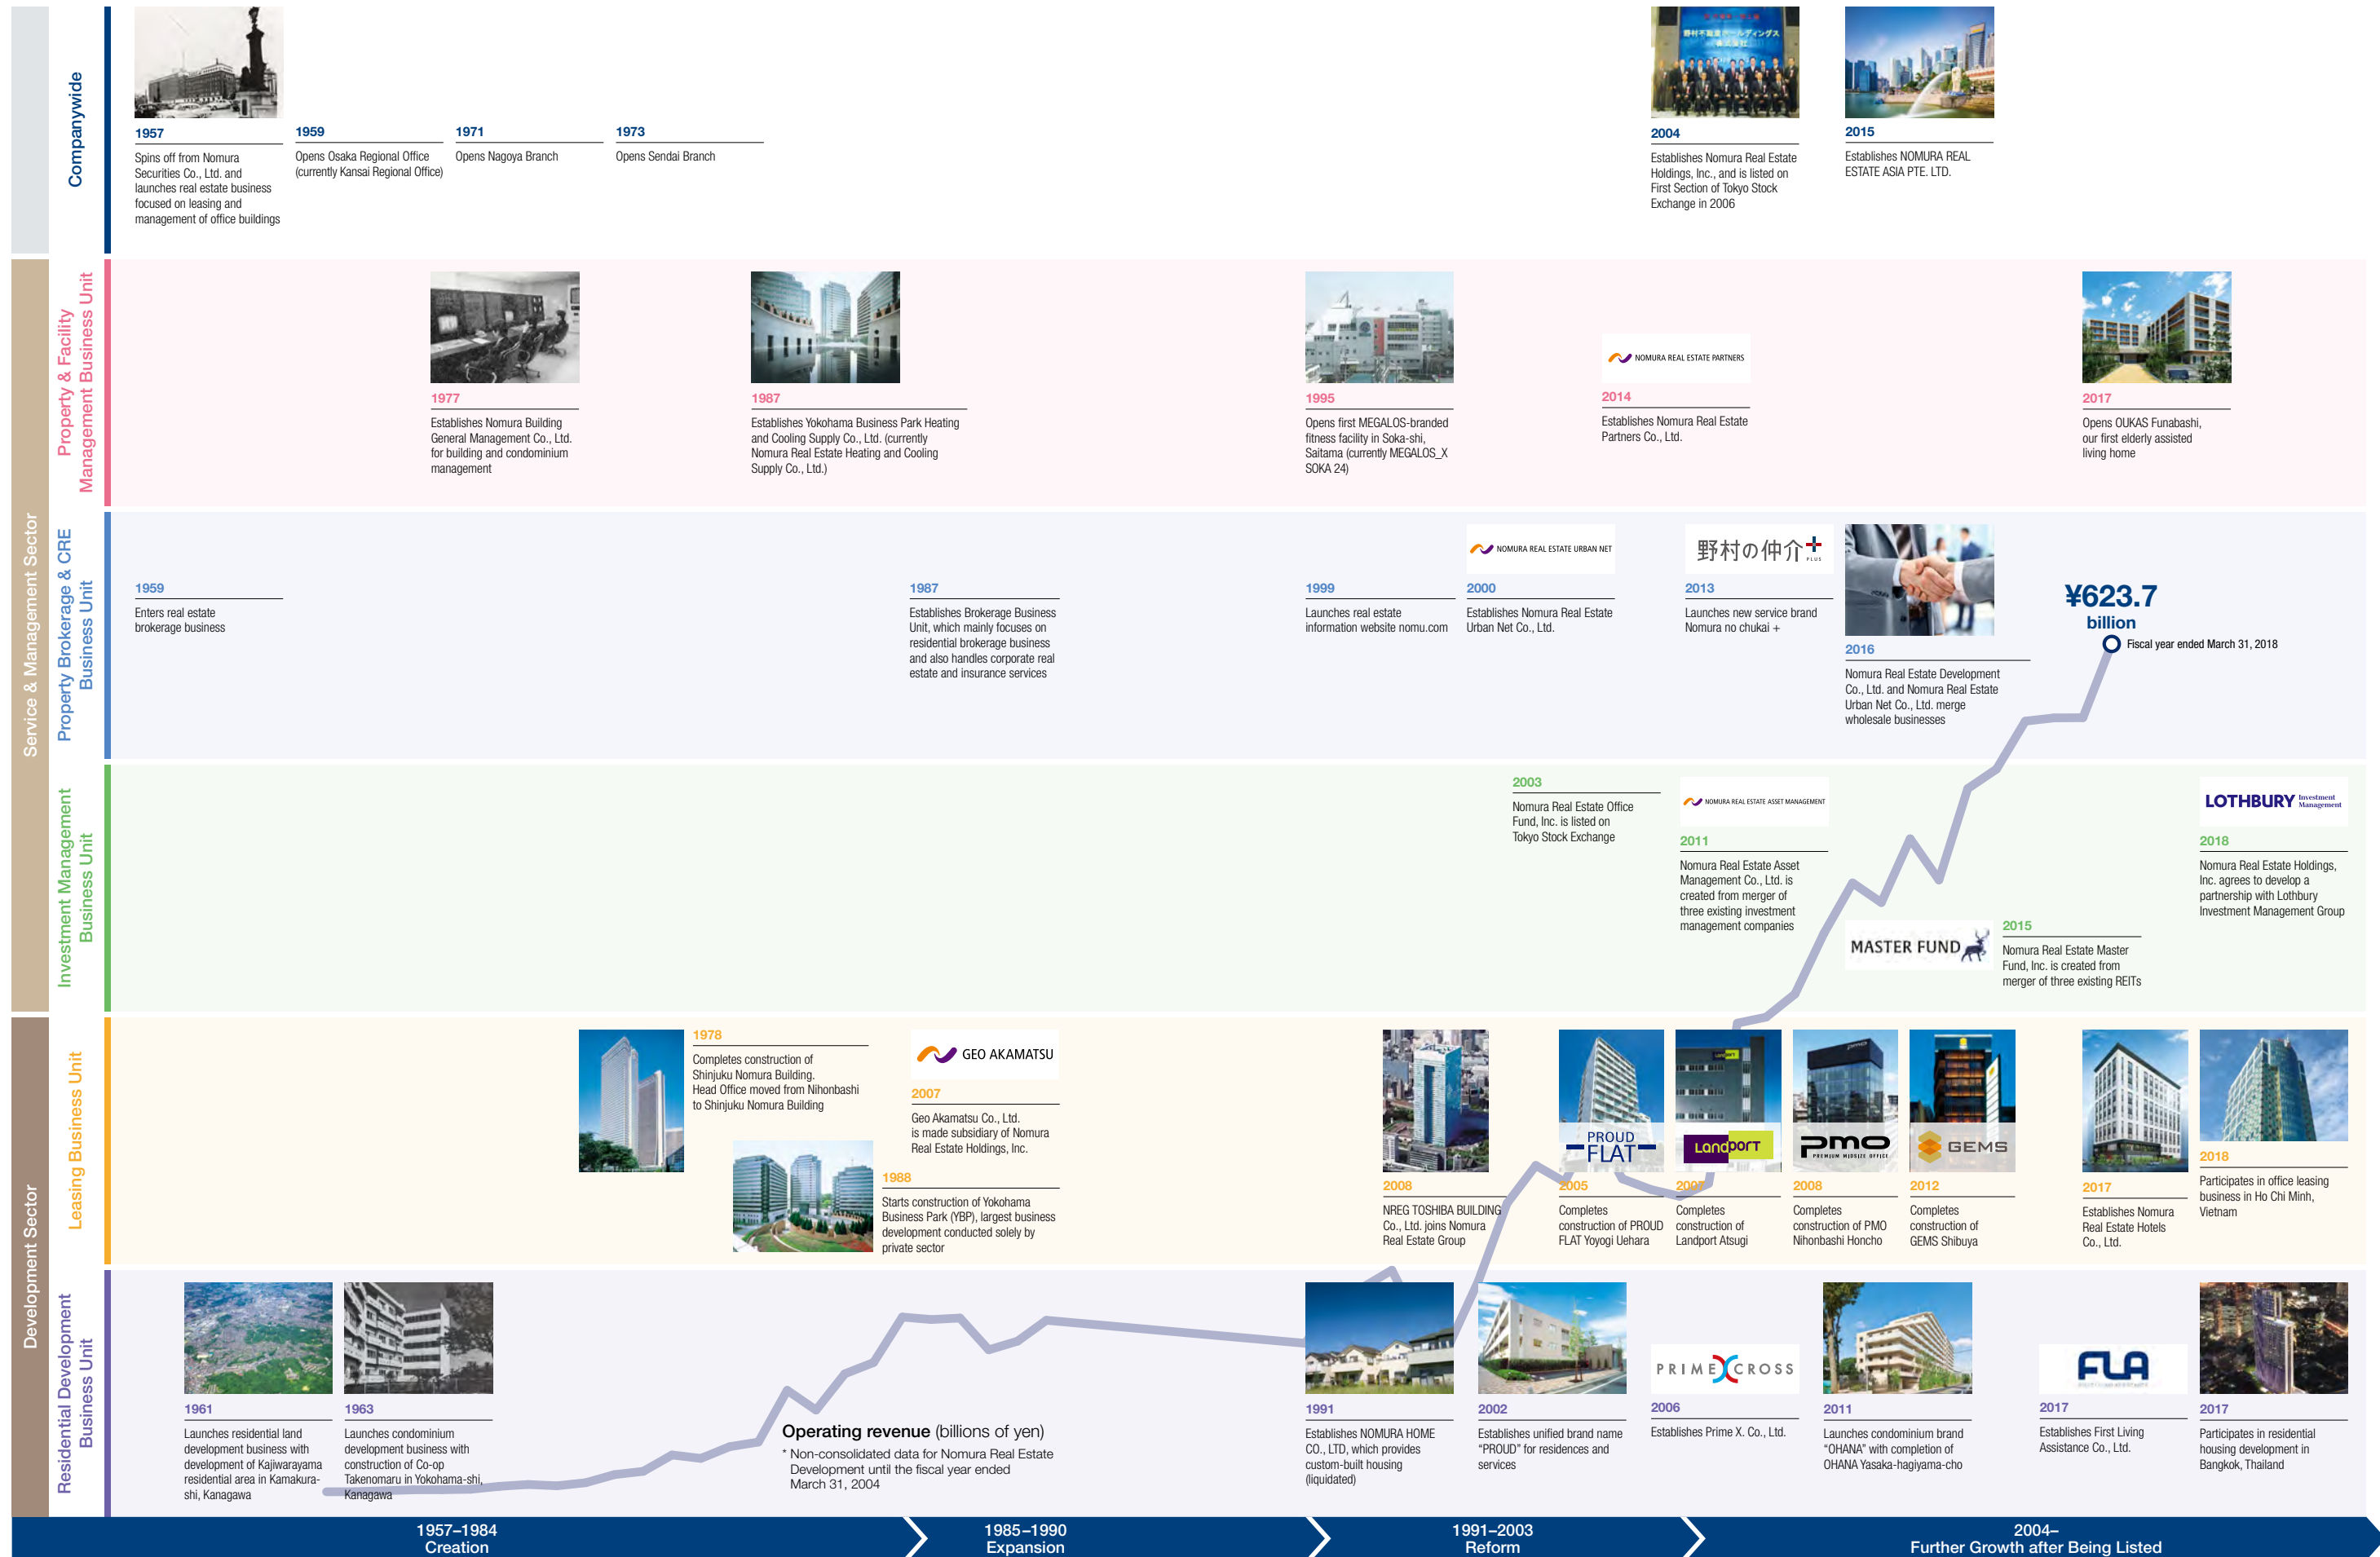 Companywide
野村不動産ホールディングス
株式会社
1957
Spins off from Nomura
Securities Co., Ltd. and
launches real estate business
focused on leasing and
management of office buildings
1959
Opens Osaka Regional Office
(currently Kansai Regional Office)
1971
Opens Nagoya Branch
1973
Opens Sendai Branch
2004
Establishes Nomura Real Estate
Holdings, Inc., and is listed on
First Section of Tokyo Stock
Exchange in 2006
2015
Establishes NOMURA REAL
ESTATE ASIA PTE. LTD.
Service & Management Sector
Property & Facility
Management Business Unit
1977
Establishes Nomura Building
General Management Co., Ltd.
for building and condominium
management
1987
Establishes Yokohama Business Park Heating
and Cooling Supply Co., Ltd. (currently
Nomura Real Estate Heating and Cooling
Supply Co., Ltd.)
1995
Opens first MEGALOS-branded
fitness facility in Soka-shi,
Saitama (currently MEGALOS_X
SOKA 24)
NOMURA REAL ESTATE PARTNERS
2014
Establishes Nomura Real Estate
Partners Co., Ltd.
2017
Opens OUKAS Funabashi,
our first elderly assisted
living home
Property Brokerage & CRE
Business Unit
1959
Enters real estate
brokerage business
1987
Establishes Brokerage Business
Unit, which mainly focuses on
residential brokerage business
and also handles corporate real
estate and insurance services
1999
Launches real estate
information website nomu.com
NOMURA REAL ESTATE URBAN NET
2000
Establishes Nomura Real Estate
Urban Net Co., Ltd.
野村の仲介+
PLUS
2013
Launches new service brand
Nomura no chukai +
2016
Nomura Real Estate Development
Co., Ltd. and Nomura Real Estate
Urban Net Co., Ltd. merge
wholesale businesses
¥623.7
billion
Fiscal year ended March 31, 2018
Investment Management
Business Unit
2003
Nomura Real Estate Office
Fund, Inc. is listed on
Tokyo Stock Exchange
NOMURA REAL ESTATE ASSET MANAGEMENT
2011
Nomura Real Estate Asset
Management Co., Ltd. is
created from merger of
three existing investment
management companies
MASTER FUND
2015
Nomura Real Estate Master
Fund, Inc. is created from
merger of three existing REITs
LOTHBURY Investment
Management
2018
Nomura Real Estate Holdings,
Inc. agrees to develop a
partnership with Lothbury
Investment Management Group
Development Sector
Leasing Business Unit
1978
Completes construction of
Shinjuku Nomura Building.
Head Office moved from Nihonbashi
to Shinjuku Nomura Building
GEO AKAMATSU
2007
Geo Akamatsu Co., Ltd.
is made subsidiary of Nomura
Real Estate Holdings, Inc.
1988
Starts construction of Yokohama
Business Park (YBP), largest business
development conducted solely by
private sector
2008
NREG TOSHIBA BUILDING
Co., Ltd. joins Nomura
Real Estate Group
PROUD
FLAT
2005
Completes
construction of PROUD
FLAT Yoyogi Uehara
Landport
2007
Completes
construction of
Landport Atsugi
pmo
PREMIUM MIDSIZE OFFICE
2008
Completes
construction of PMO
Nihonbashi Honcho
GEMS
2012
Completes
construction of
GEMS Shibuya
2017
Establishes Nomura
Real Estate Hotels
Co., Ltd.
2018
Participates in office leasing
business in Ho Chi Minh,
Vietnam
Residential Development
Business Unit
1961
Launches residential land
development business with
development of Kajiwarayama
residential area in Kamakura-
shi, Kanagawa
1963
Launches condominium
development business with
construction of Co-op
Takenomaru in Yokohama-shi,
Kanagawa
Operating revenue (billions of yen)
* Non-consolidated data for Nomura Real Estate
Development until the fiscal year ended
March 31, 2004
1991
Establishes NOMURA HOME
CO., LTD, which provides
custom-built housing
(liquidated)
2002
Establishes unified brand name
“PROUD” for residences and
services
PRIME X CROSS
2006
Establishes Prime X. Co., Ltd.
2011
Launches condominium brand
“OHANA” with completion of
OHANA Yasaka-hagiyama-cho
FLA
2017
Establishes First Living
Assistance Co., Ltd.
2017
Participates in residential
housing development in
Bangkok, Thailand
1957–1984
Creation
1985–1990
Expansion
1991–2003
Reform
2004–
Further Growth after Being Listed